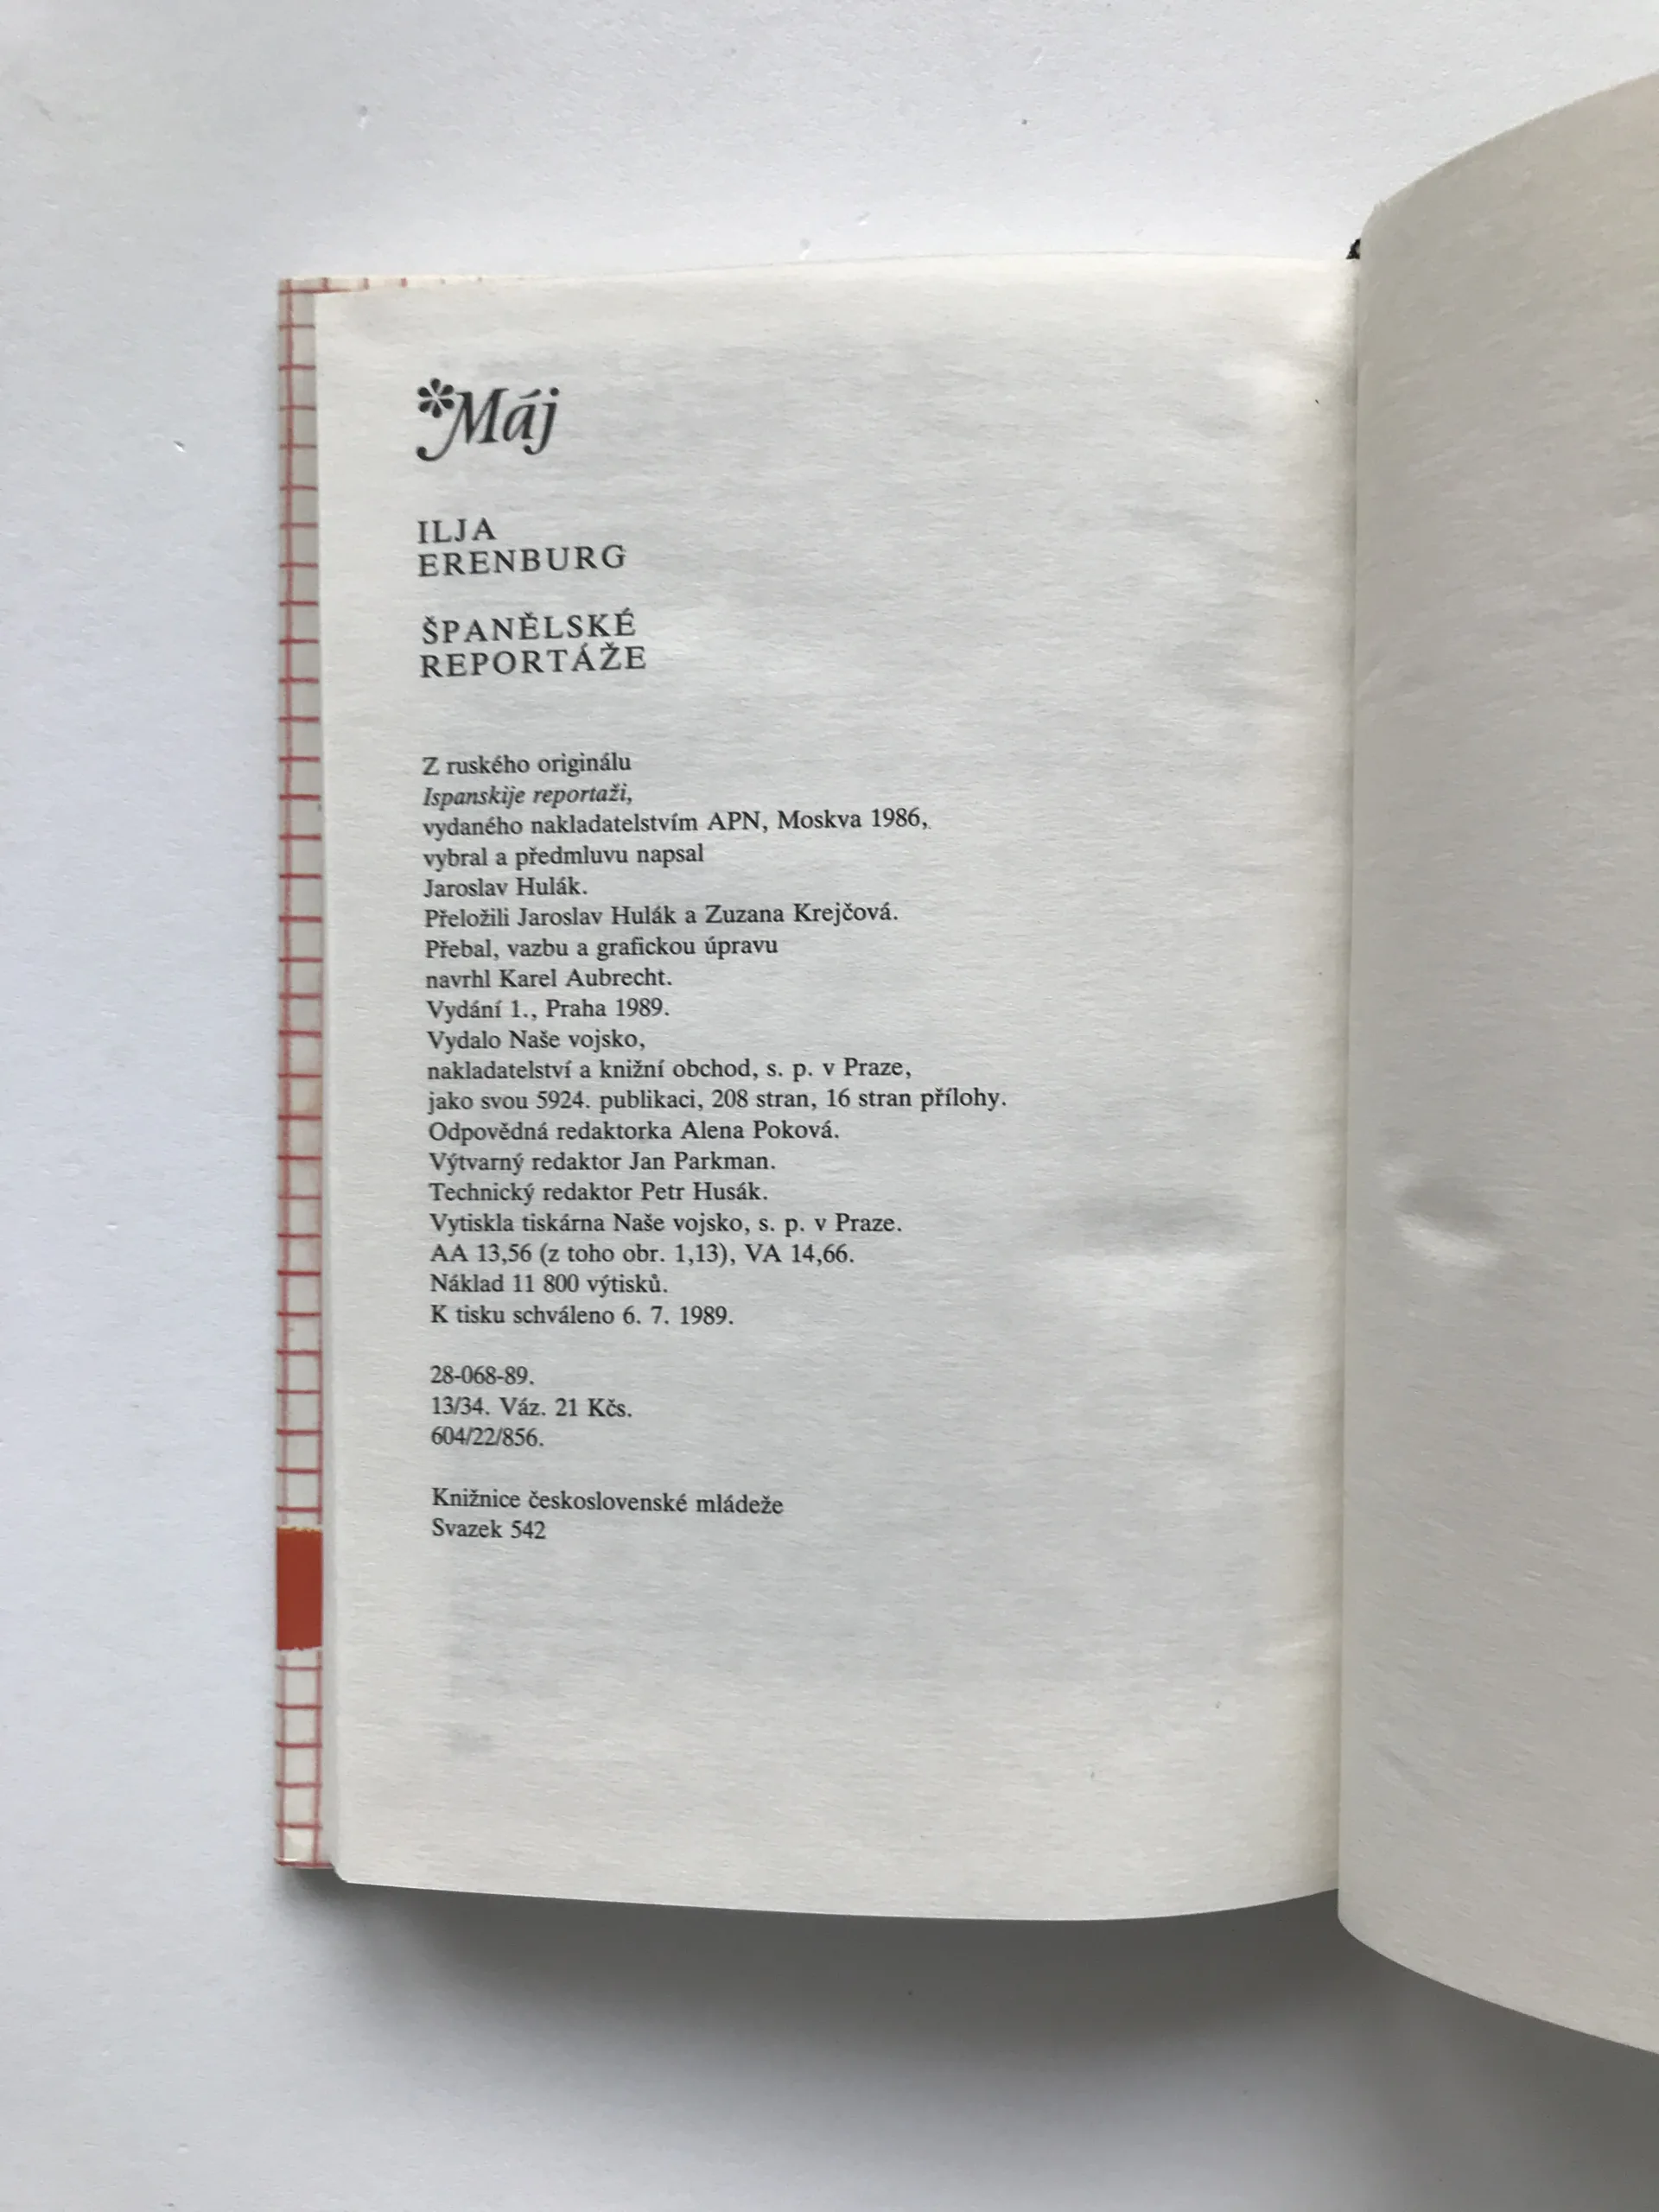 *Máj
ILJA
ERENBURG
ŠPANĚLSKÉ
REPORTÁŽE
Z ruského originálu
Ispanskije reportaži,
vydaného nakladatelstvím APN, Moskva 1986,
vybral a předmluvu napsal
Jaroslav Hulák.
Přeložili Jaroslav Hulák a Zuzana Krejčová.
Přebal, vazbu a grafickou úpravu
navrhl Karel Aubrecht.
Vydání 1., Praha 1989.
Vydalo Naše vojsko,
nakladatelství a knižní obchod, s. p. v Praze,
jako svou 5924. publikaci, 208 stran, 16 stran přílohy.
Odpovědná redaktorka Alena Poková.
Výtvarný redaktor Jan Parkman.
Technický redaktor Petr Husák.
Vytiskla tiskárna Naše vojsko, s. p. v Praze.
AA 13,56 (z toho obr. 1,13), VA 14,66.
Náklad 11 800 výtisků.
K tisku schváleno 6. 7. 1989.
28-068-89.
13/34. Váz. 21 Kčs.
604/22/856.
Knižnice československé mládeže
Svazek 542